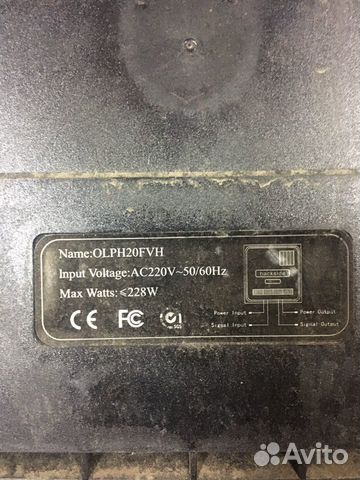 Name:OLPH20FVH
Input Voltage:AC220V~50/60Hz
Max Watts:≤228W
CE FC
SGS
backside
Power Input
Power Output
Signal Input
Signal Output
Avito